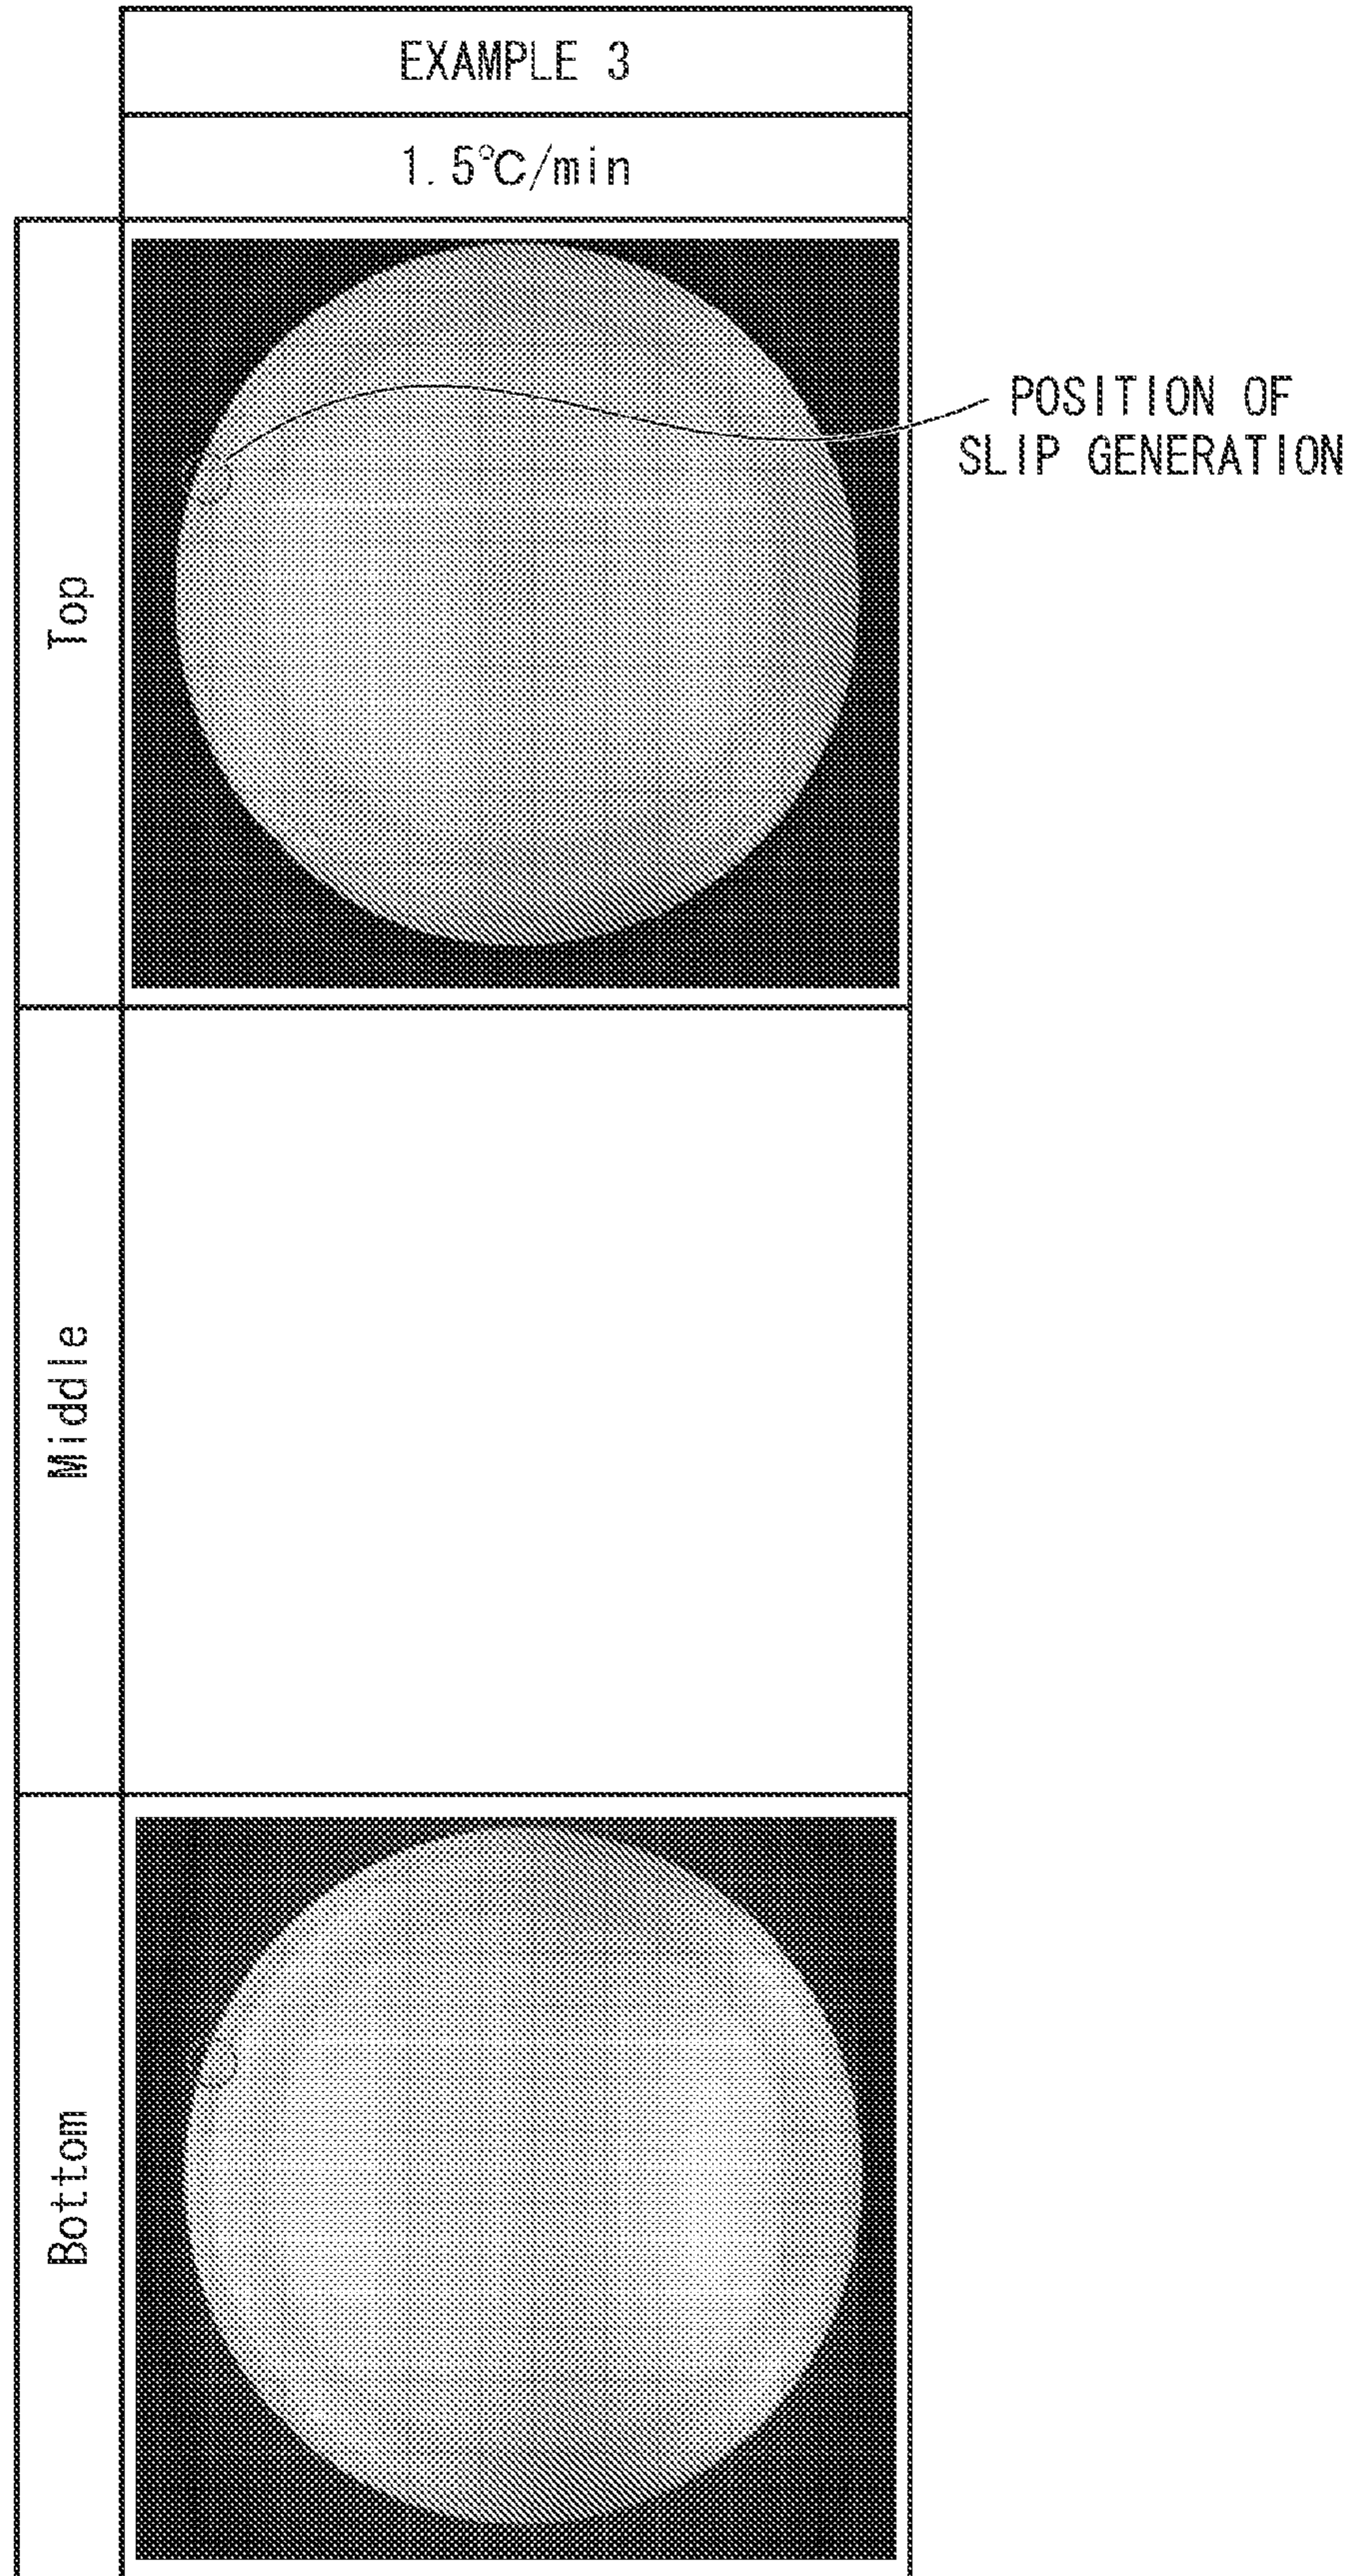 EXAMPLE 3
1.5℃/min
POSITION OF
SLIP GENERATION
Top
Middle
Bottom